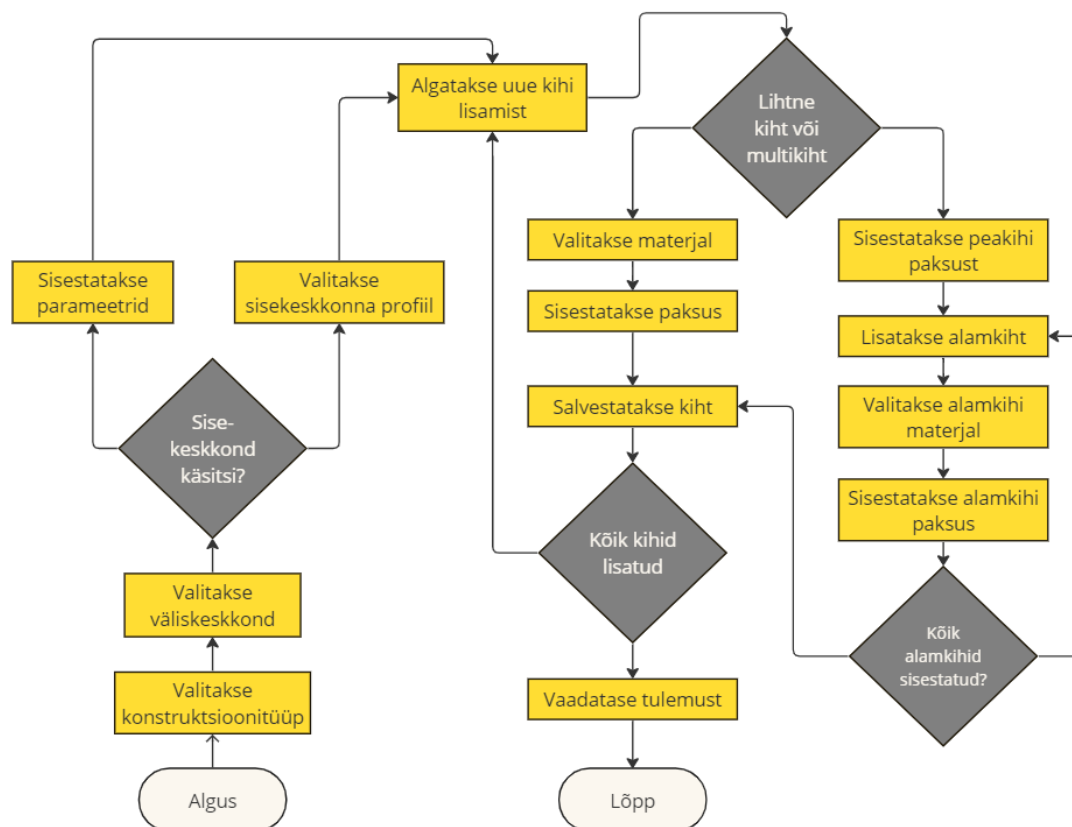 Algatakse uue kihi
lisamist
Lihtne
kiht või
multikiht
Sisestatakse
parameetrid
Valitakse
sisekeskkonna profiil
Valitakse materjal
Sisestatakse peakihi
paksust
Sisestatakse paksus
Lisatakse alamkiht
Salvestatakse kiht
Valitakse alamkihi
materjal
Sise-
keskkond
käsitsi?
Sisestatakse alamkihi
paksus
Kõik kihid
lisatud
Valitakse
väliskeskkond
Kõik
alamkihid
sisestatud?
Valitakse
konstruktsioonitüüp
Vaadatase tulemust
Algus
Lõpp